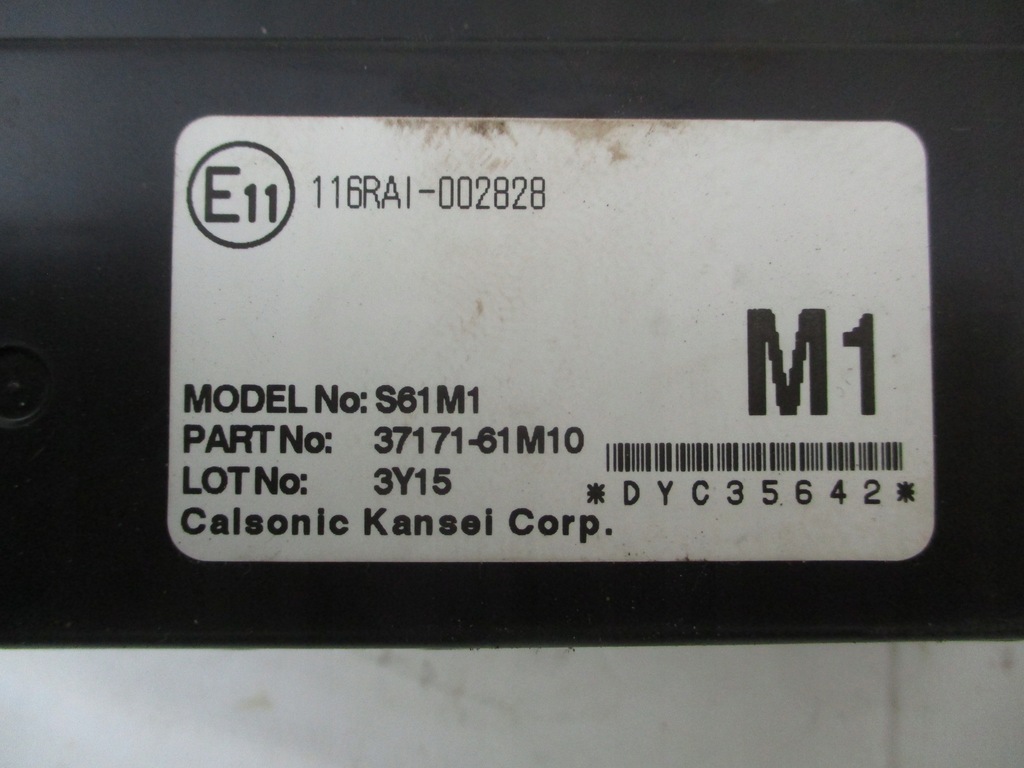 E11 116RAI-002828
M1
MODEL No: S61M1
PART No: 37171-61M10
LOT No: 3Y15
*DYC35642*
Calsonic Kansei Corp.